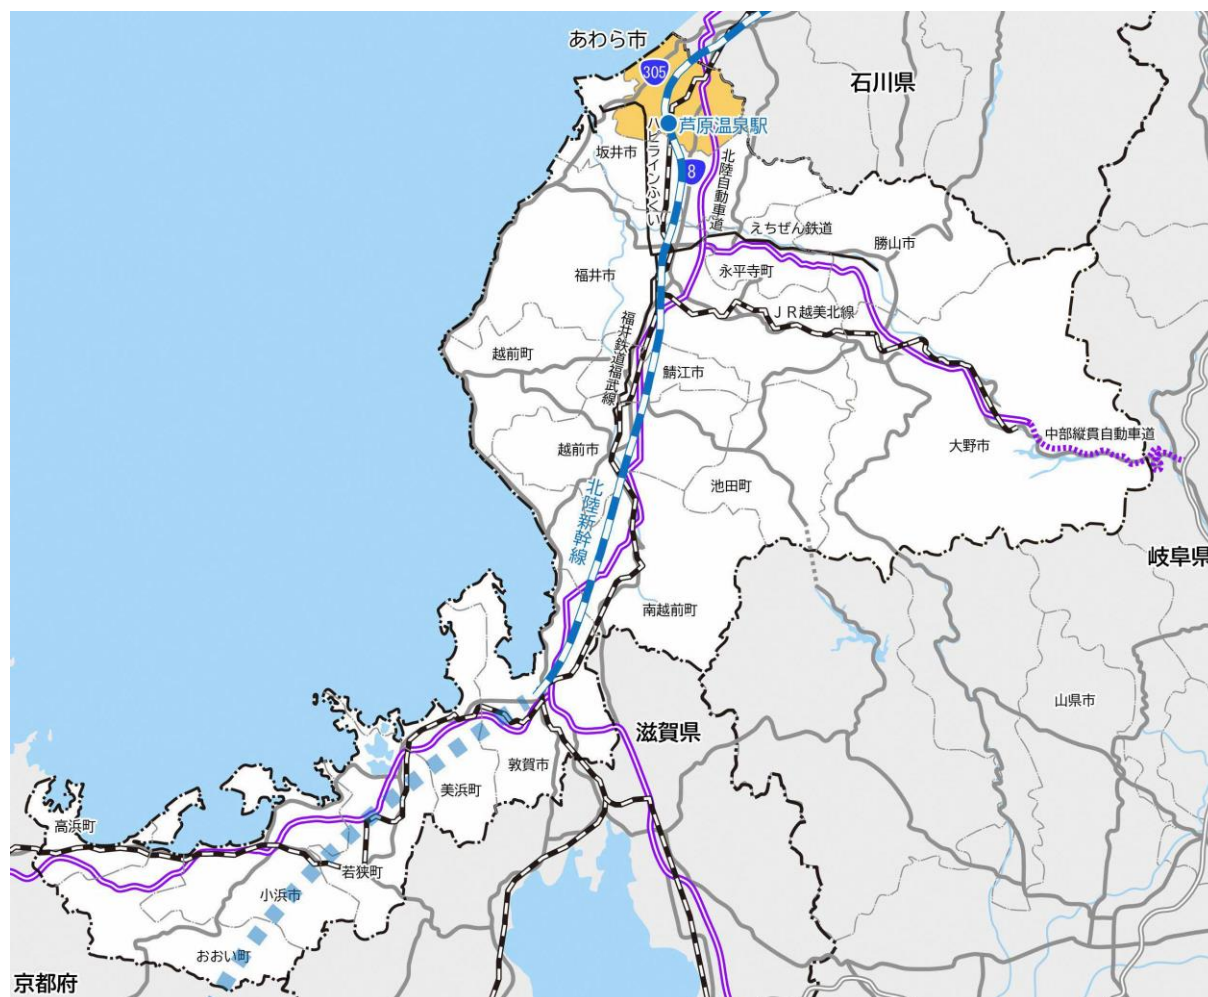 あわら市
305
石川県
芦原温泉駅
坂井市
ハピラインふくい
8
北陸自動車道
えちぜん鉄道
勝山市
福井市
永平寺町
JR越美北線
福井鉄道福武線
越前町
鯖江市
中部縦貫自動車道
大野市
越前市
池田町
北陸新幹線
岐阜県
南越前町
山県市
滋賀県
敦賀市
美浜町
高浜町
若狭町
小浜市
おおい町
京都府